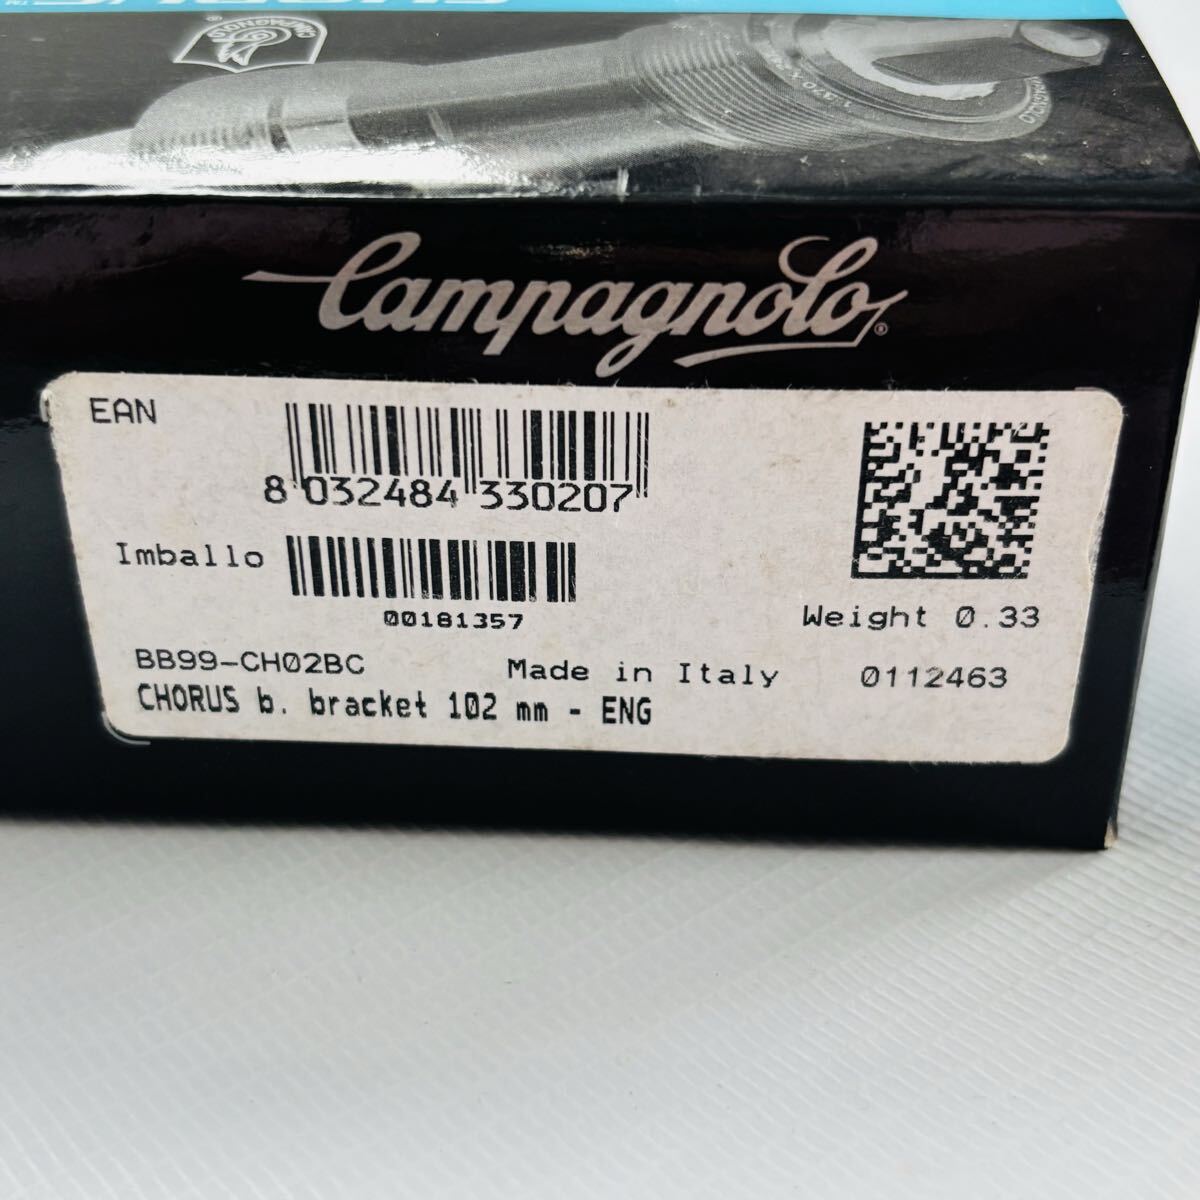 CAMPAGNOLO®
Campagnolo®
EAN
8 032484 330207
Imballo
00181357
Weight 0.33
BB99-CH02BC
Made in Italy
0112463
CHORUS b. bracket 102 mm - ENG